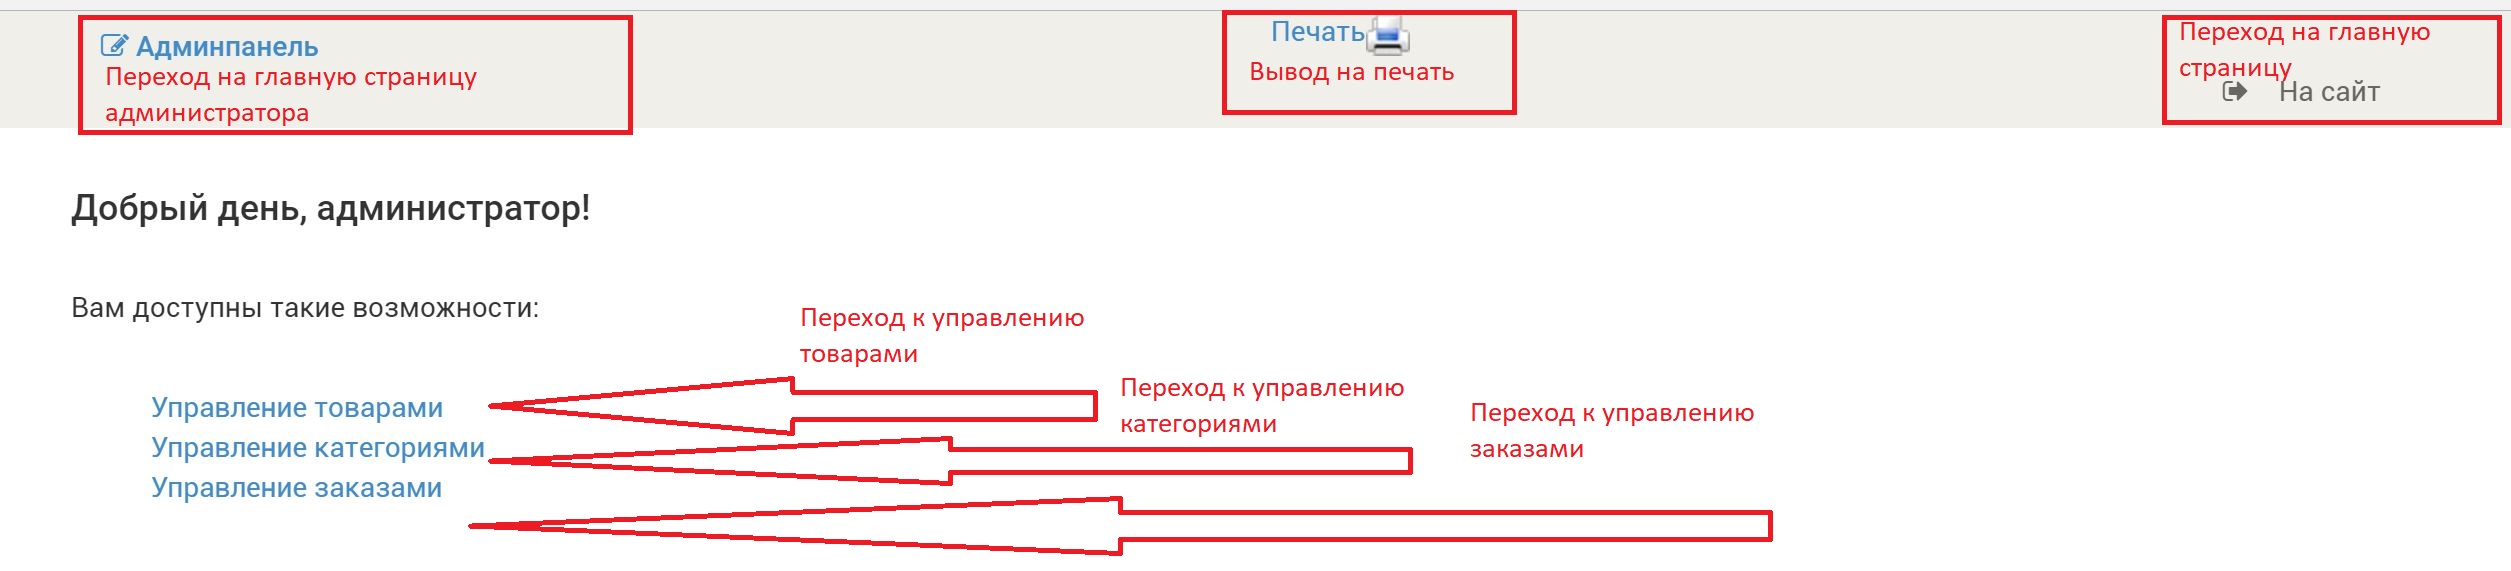 Админпанель
Переход на главную страницу
администратора
Печать
Вывод на печать
Переход на главную
страницу
На сайт
Добрый день, администратор!
Вам доступны такие возможности:
Переход к управлению
товарами
Переход к управлению
категориями
Переход к управлению
заказами
Управление товарами
Управление категориями
Управление заказами